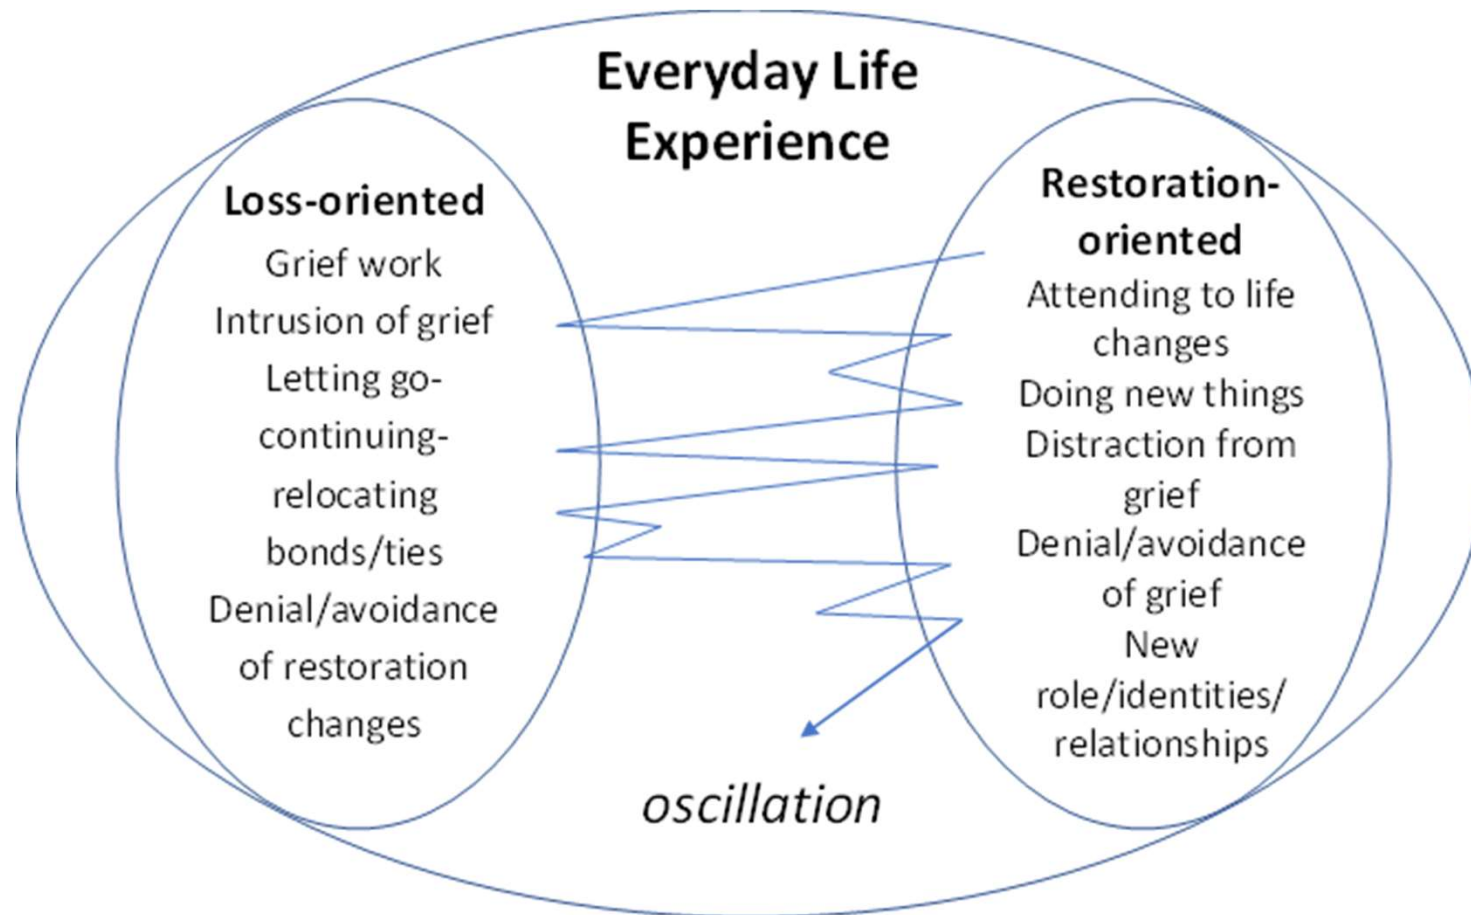 Everyday Life
Experience
Loss-oriented
Grief work
Intrusion of grief
Letting go-
continuing-
relocating
bonds/ties
Denial/avoidance
of restoration
changes
Restoration-
oriented
Attending to life
changes
Doing new things
Distraction from
grief
Denial/avoidance
of grief
New
role/identities/
relationships
oscillation